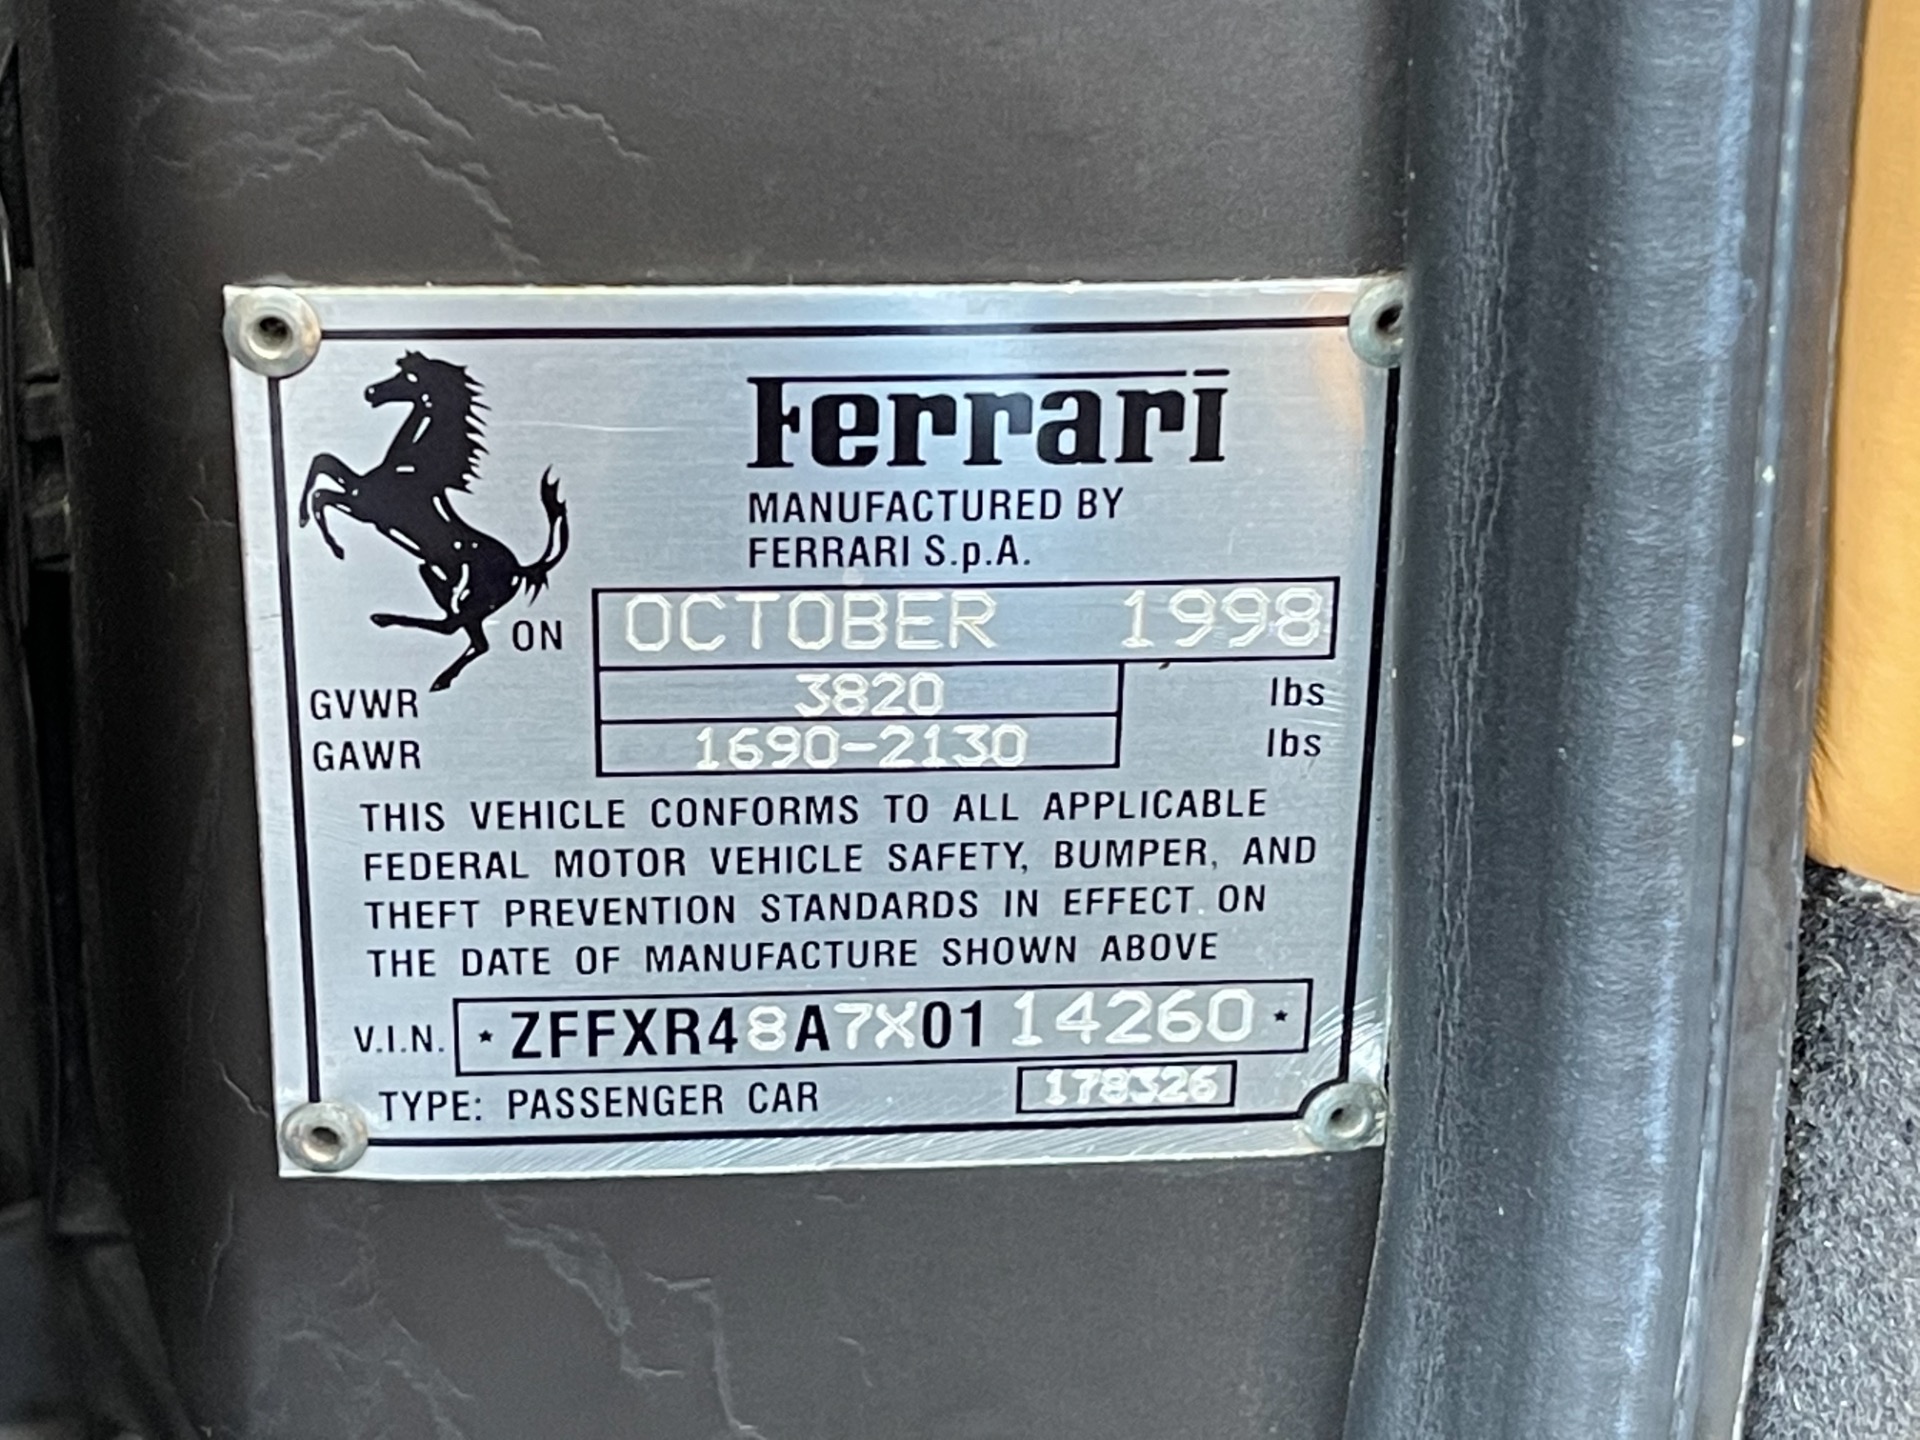 Ferrari
MANUFACTURED BY
FERRARI S.p.A.
ON OCTOBER 1998
GVWR 3820 lbs
GAWR 1690-2130 lbs
THIS VEHICLE CONFORMS TO ALL APPLICABLE
FEDERAL MOTOR VEHICLE SAFETY, BUMPER, AND
THEFT PREVENTION STANDARDS IN EFFECT ON
THE DATE OF MANUFACTURE SHOWN ABOVE
V.I.N. * ZFFXR48A7X0114260 *
TYPE: PASSENGER CAR 178326